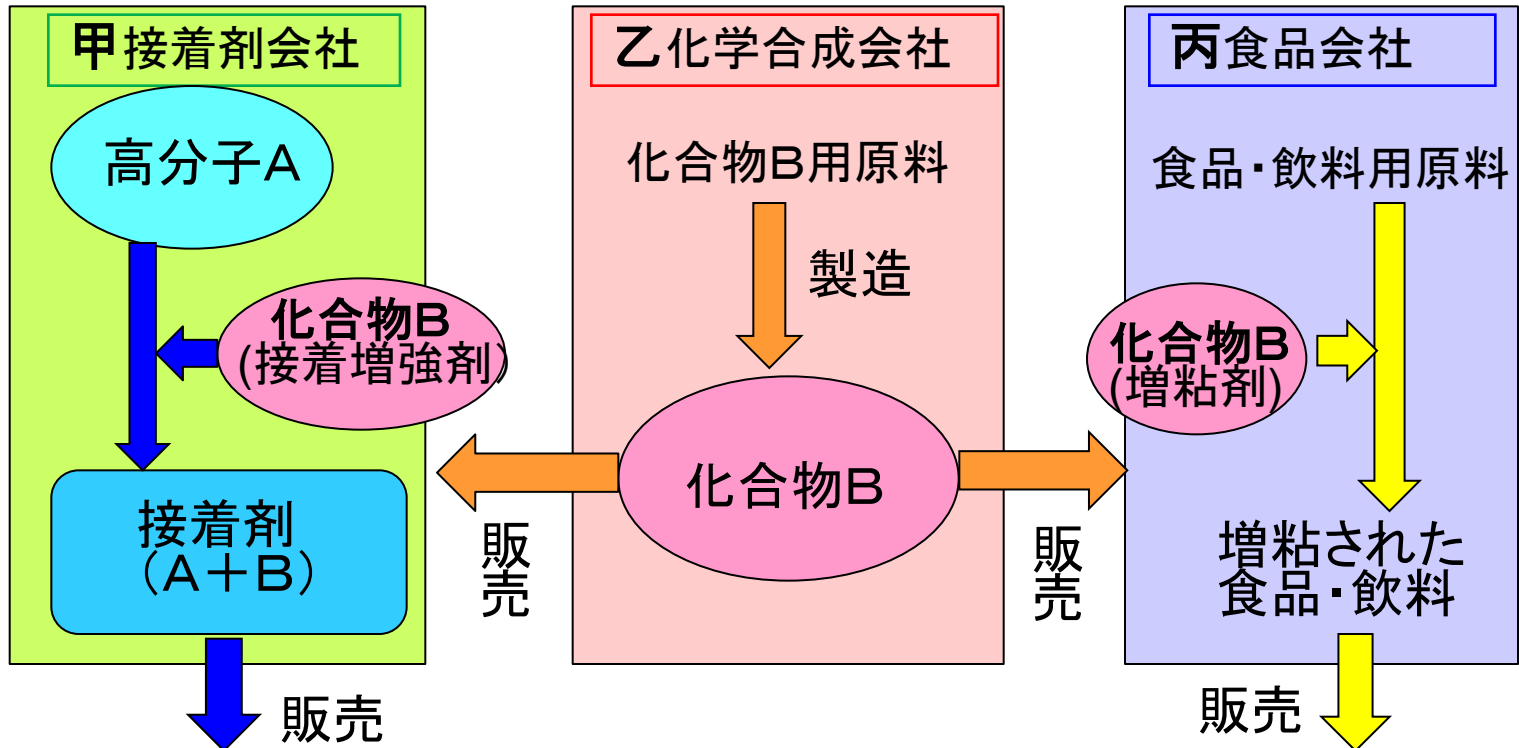 甲接着剤会社
高分子A
化合物B
(接着増強剤)
接着剤
(A+B)
販売
乙化学合成会社
化合物B用原料
製造
化合物B
販売
販売
丙食品会社
食品・飲料用原料
化合物B
(増粘剤)
増粘された
食品・飲料
販売